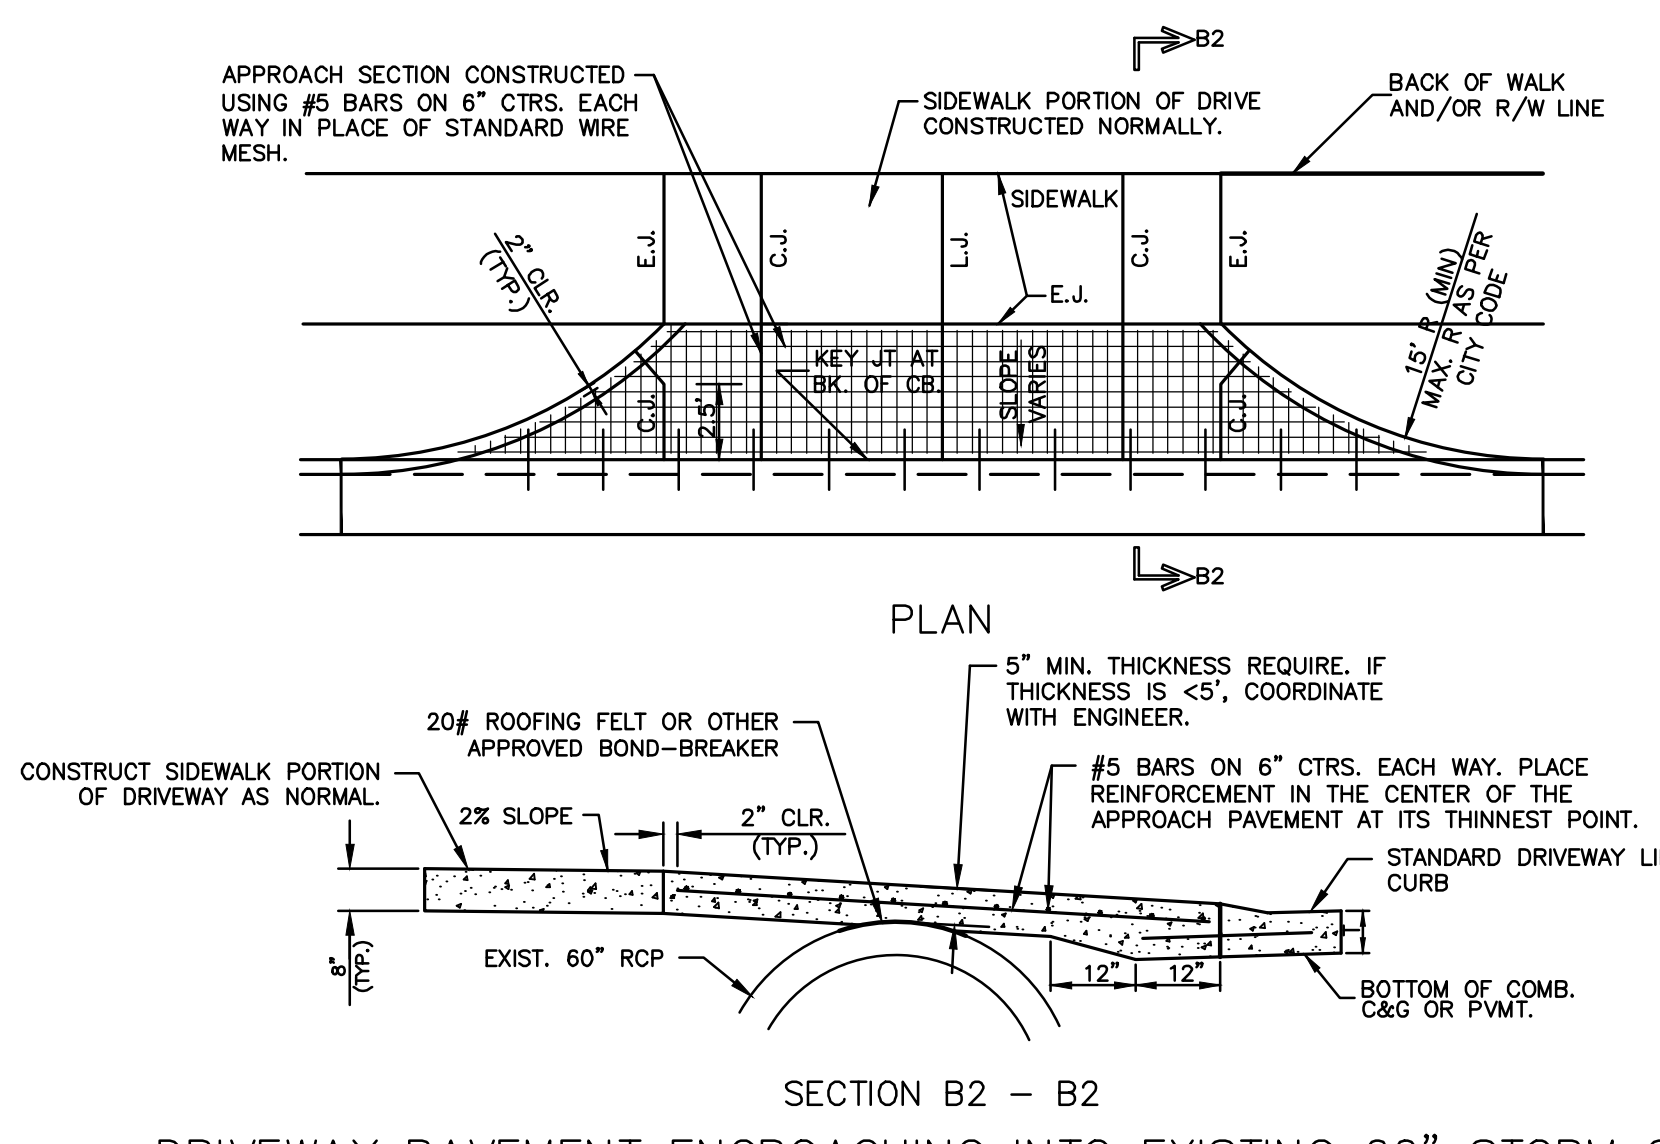 B2
APPROACH SECTION CONSTRUCTED
USING #5 BARS ON 6" CTRS. EACH
WAY IN PLACE OF STANDARD WIRE
MESH.
SIDEWALK PORTION OF DRIVE
CONSTRUCTED NORMALLY.
BACK OF WALK
AND/OR R/W LINE
SIDEWALK
2" CLR.
(TYP.)
E.J.
C.J.
L.J.
C.J.
E.J.
E.J.
15' R (MIN)
MAX. R AS PER
CITY CODE
KEY JT AT
BK. OF CB.
SLOPE
VARIES
C.J.
2.5'
C.J.
B2
PLAN
5" MIN. THICKNESS REQUIRE. IF
THICKNESS IS <5', COORDINATE
WITH ENGINEER.
20# ROOFING FELT OR OTHER
APPROVED BOND-BREAKER
CONSTRUCT SIDEWALK PORTION
OF DRIVEWAY AS NORMAL.
2% SLOPE
2" CLR.
(TYP.)
#5 BARS ON 6" CTRS. EACH WAY. PLACE
REINFORCEMENT IN THE CENTER OF THE
APPROACH PAVEMENT AT ITS THINNEST POINT.
STANDARD DRIVEWAY
CURB
8"
(TYP.)
EXIST. 60" RCP
12"
12"
BOTTOM OF COMB.
C&G OR PVMT.
SECTION B2 - B2
DRIVEWAY PAVEMENT ENCROACHING INTO EXISTING STORM